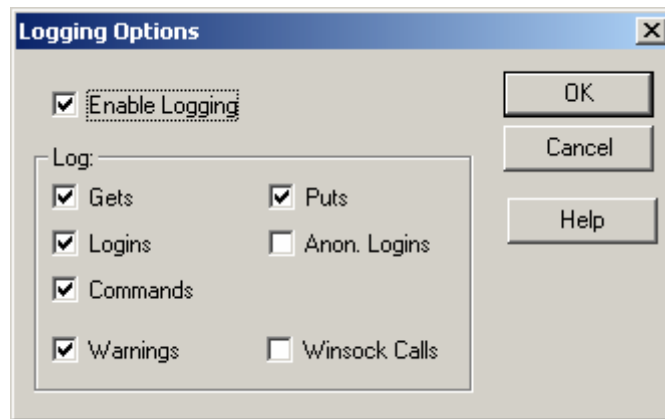 Logging Options
Enable Logging
OK
Cancel
Help
Log:
Gets
Puts
Logins
Anon. Logins
Commands
Warnings
Winsock Calls